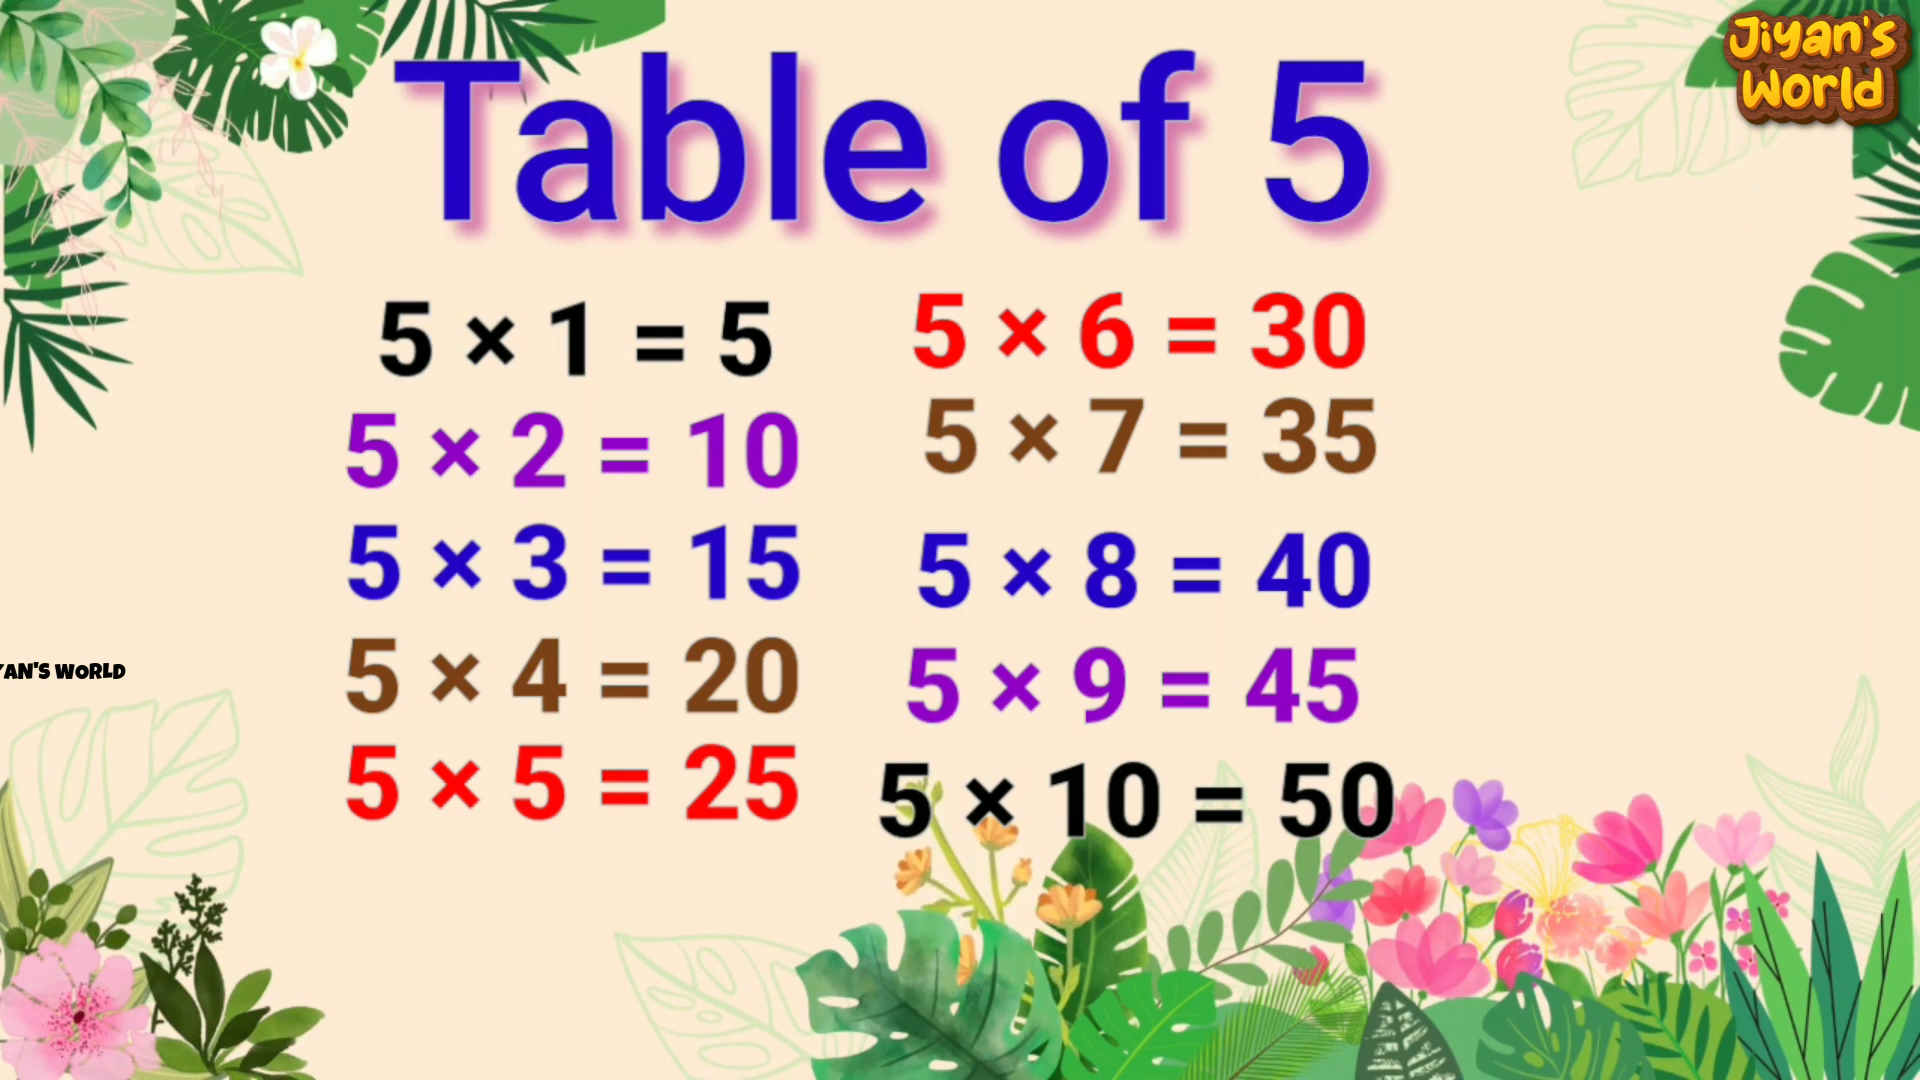 Jiyan's
World
Table of 5
5 × 1 = 5
5 × 2 = 10
5 × 3 = 15
5 × 4 = 20
5 × 5 = 25
5 × 6 = 30
5 × 7 = 35
5 × 8 = 40
5 × 9 = 45
5 × 10 = 50
YAN'S WORLD